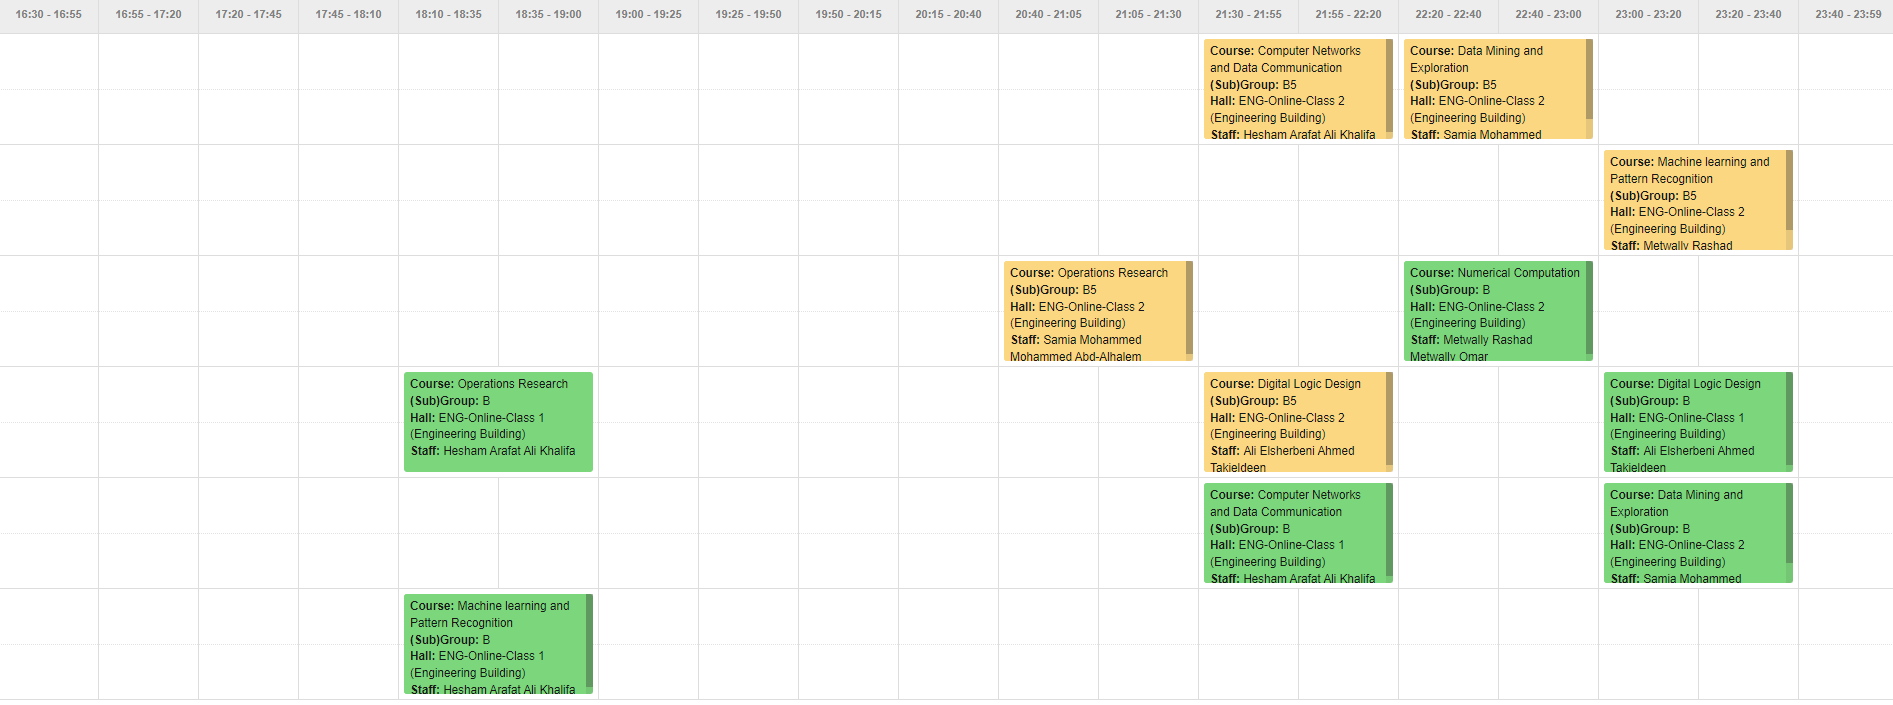 16:30 - 16:55
16:55 - 17:20
17:20 - 17:45
17:45 - 18:10
18:10 - 18:35
18:35 - 19:00
19:00 - 19:25
19:25 - 19:50
19:50 - 20:15
20:15 - 20:40
20:40 - 21:05
21:05 - 21:30
21:30 - 21:55
21:55 - 22:20
22:20 - 22:40
22:40 - 23:00
23:00 - 23:20
23:20 - 23:40
23:40 - 23:59
Course: Computer Networks
and Data Communication
(Sub)Group: B5
Hall: ENG-Online-Class 2
(Engineering Building)
Staff: Hesham Arafat Ali Khalifa
Course: Data Mining and
Exploration
(Sub)Group: B5
Hall: ENG-Online-Class 2
(Engineering Building)
Staff: Samia Mohammed
Course: Machine learning and
Pattern Recognition
(Sub)Group: B5
Hall: ENG-Online-Class 2
(Engineering Building)
Staff: Metwally Rashad
Course: Operations Research
(Sub)Group: B5
Hall: ENG-Online-Class 2
(Engineering Building)
Staff: Samia Mohammed
Mohammed Abd-Alhalem
Course: Numerical Computation
(Sub)Group: B
Hall: ENG-Online-Class 2
(Engineering Building)
Staff: Metwally Rashad
Metwally Omar
Course: Operations Research
(Sub)Group: B
Hall: ENG-Online-Class 1
(Engineering Building)
Staff: Hesham Arafat Ali Khalifa
Course: Digital Logic Design
(Sub)Group: B5
Hall: ENG-Online-Class 2
(Engineering Building)
Staff: Ali Elsherbeni Ahmed
Takieldeen
Course: Digital Logic Design
(Sub)Group: B
Hall: ENG-Online-Class 1
(Engineering Building)
Staff: Ali Elsherbeni Ahmed
Takieldeen
Course: Computer Networks
and Data Communication
(Sub)Group: B
Hall: ENG-Online-Class 1
(Engineering Building)
Staff: Hesham Arafat Ali Khalifa
Course: Data Mining and
Exploration
(Sub)Group: B
Hall: ENG-Online-Class 2
(Engineering Building)
Staff: Samia Mohammed
Course: Machine learning and
Pattern Recognition
(Sub)Group: B
Hall: ENG-Online-Class 1
(Engineering Building)
Staff: Hesham Arafat Ali Khalifa